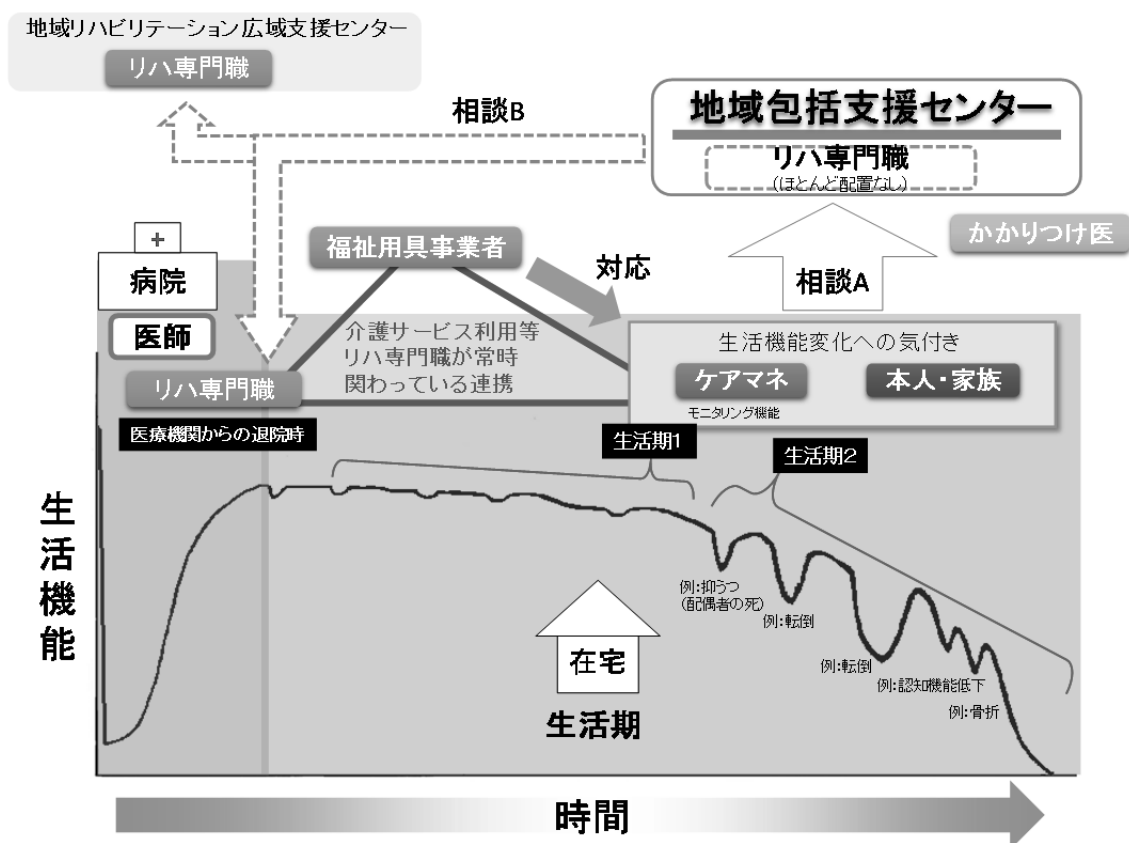 地域リハビリテーション広域支援センター
リハ専門職
相談B
地域包括支援センター
リハ専門職
(ほとんど配置なし)
かかりつけ医
相談A
福祉用具事業者
対応
+
病院
医師
リハ専門職
医療機関からの退院時
介護サービス利用等
リハ専門職が常時
関わっている連携
生活機能変化への気付き
ケアマネ
モニタリング機能
本人・家族
生活期1
生活期2
生活機能
例:抑うつ
(配偶者の死)
例:転倒
例:転倒
例:認知機能低下
例:骨折
在宅
生活期
時間